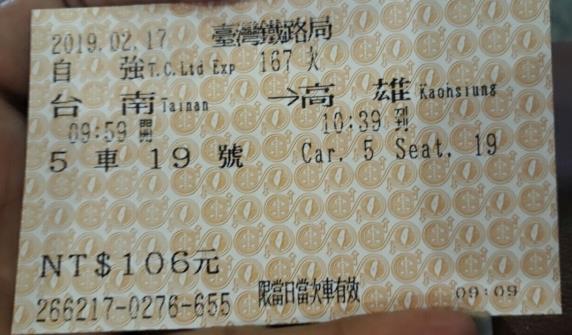 2019.02.17 臺灣鐵路局
自 強 T.C.Ltd Exp 167 次
台 南 Tainan →高 雄 Kaohsiung
09:59 開 10:39 到
5 車 19 號 Car. 5 Seat. 19
NT$106元
266217-0276-655 限當日當次車有效 09:09